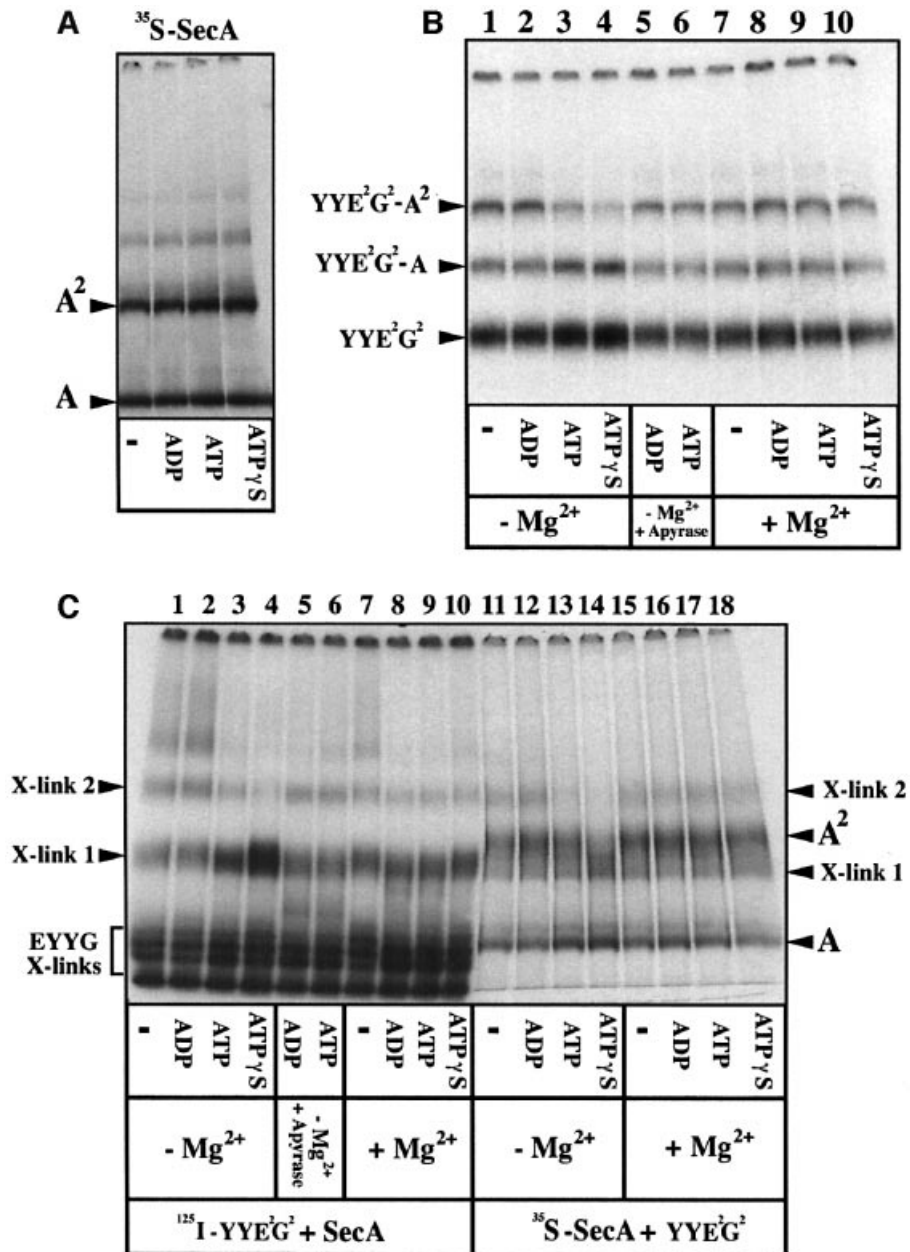 A
³⁵S-SecA
A²
A
-
ADP
ATP
ATPγS
B
1 2 3 4 5 6 7 8 9 10
YYE²G²-A²
YYE²G²-A
YYE²G²
-
ADP
ATP
ATPγS
ADP
ATP
-
ADP
ATP
ATPγS
- Mg²⁺
- Mg²⁺
+ Apyrase
+ Mg²⁺
C
1 2 3 4 5 6 7 8 9 10 11 12 13 14 15 16 17 18
X-link 2
X-link 1
EYYG
X-links
X-link 2
A²
X-link 1
A
-
ADP
ATP
ATPγS
ADP
ATP
-
ADP
ATP
ATPγS
-
ADP
ATP
ATPγS
-
ADP
ATP
ATPγS
- Mg²⁺
- Mg²⁺
+ Apyrase
+ Mg²⁺
- Mg²⁺
+ Mg²⁺
¹²⁵I-YYE²G² + SecA
³⁵S-SecA + YYE²G²